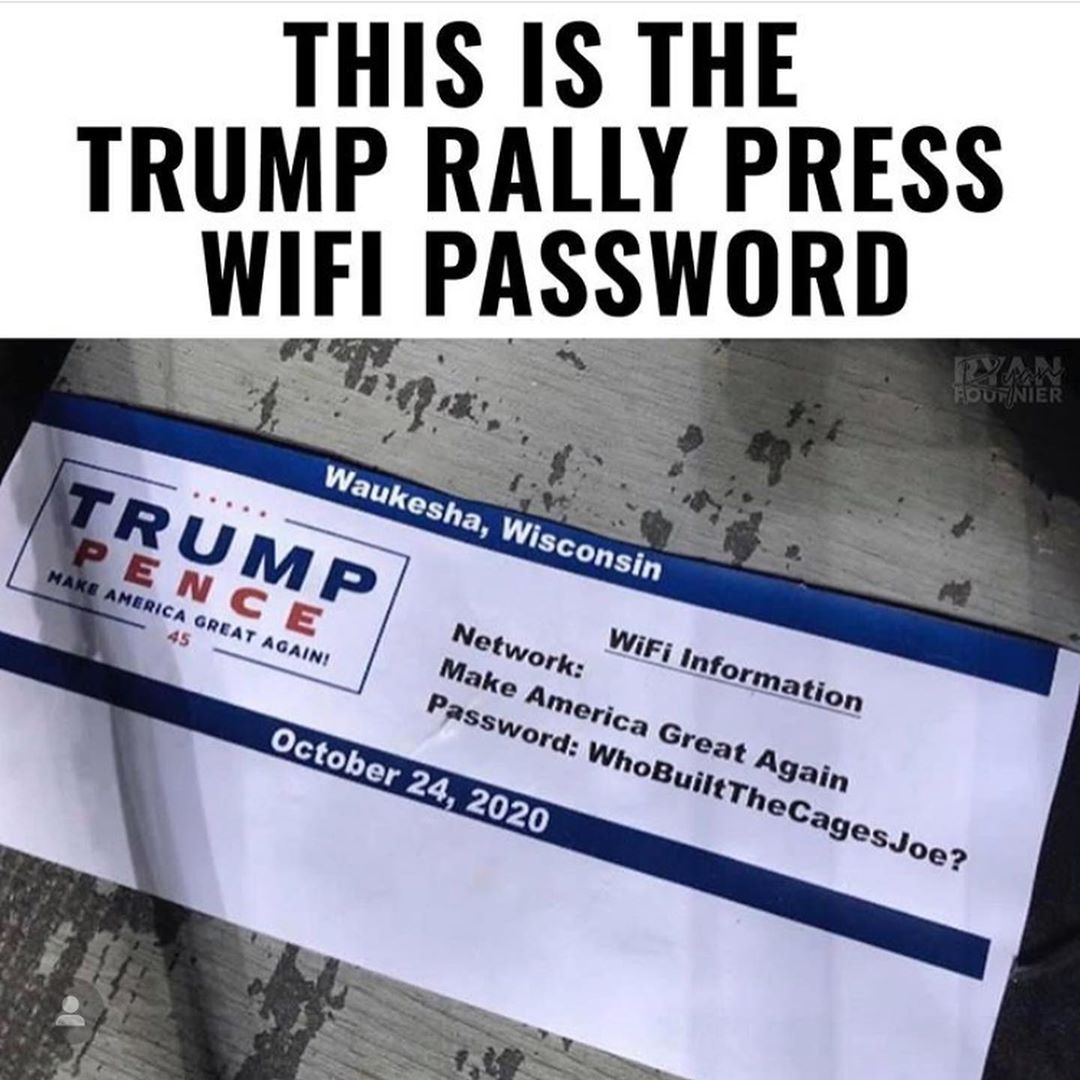 THIS IS THE
TRUMP RALLY PRESS
WIFI PASSWORD
RYAN
FOURNIER
Waukesha, Wisconsin
TRUMP
PENCE
MAKE AMERICA GREAT AGAIN!
45
WiFi Information
Network:
Make America Great Again
Password: WhoBuiltTheCagesJoe?
October 24, 2020